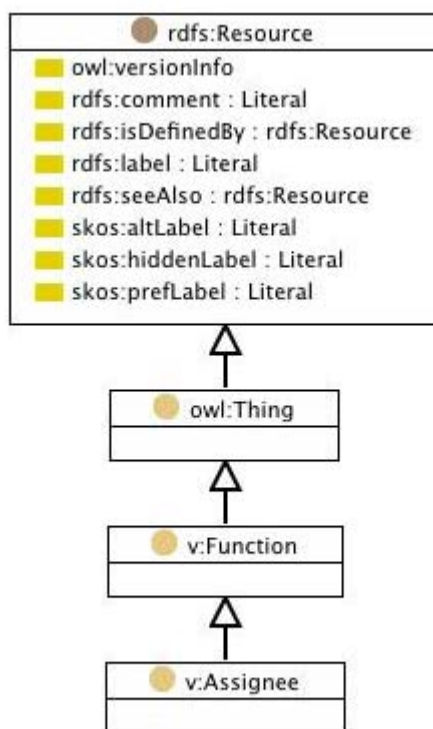 rdfs:Resource
owl:versionInfo
rdfs:comment : Literal
rdfs:isDefinedBy : rdfs:Resource
rdfs:label : Literal
rdfs:seeAlso : rdfs:Resource
skos:altLabel : Literal
skos:hiddenLabel : Literal
skos:prefLabel : Literal
owl:Thing
v:Function
v:Assignee